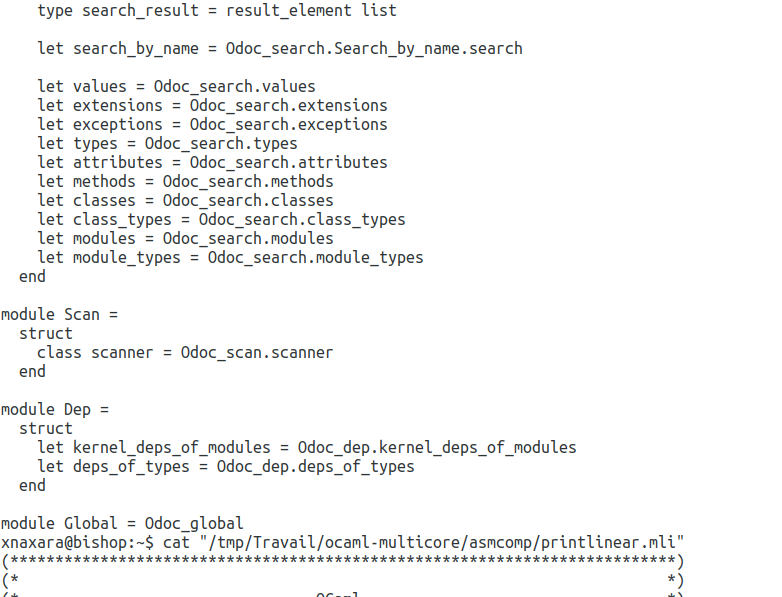 type search_result = result_element list
let search_by_name = Odoc_search.Search_by_name.search
let values = Odoc_search.values
let extensions = Odoc_search.extensions
let exceptions = Odoc_search.exceptions
let types = Odoc_search.types
let attributes = Odoc_search.attributes
let methods = Odoc_search.methods
let classes = Odoc_search.classes
let class_types = Odoc_search.class_types
let modules = Odoc_search.modules
let module_types = Odoc_search.module_types
end
module Scan =
struct
class scanner = Odoc_scan.scanner
end
module Dep =
struct
let kernel_deps_of_modules = Odoc_dep.kernel_deps_of_modules
let deps_of_types = Odoc_dep.deps_of_types
end
module Global = Odoc_global
xnaxara@bishop:~$ cat "/tmp/Travail/ocaml-multicore/asmcomp/printlinear.mli"
(**************************************************************************)
(*                                                                        *)
(*                                 OCaml                                  *)